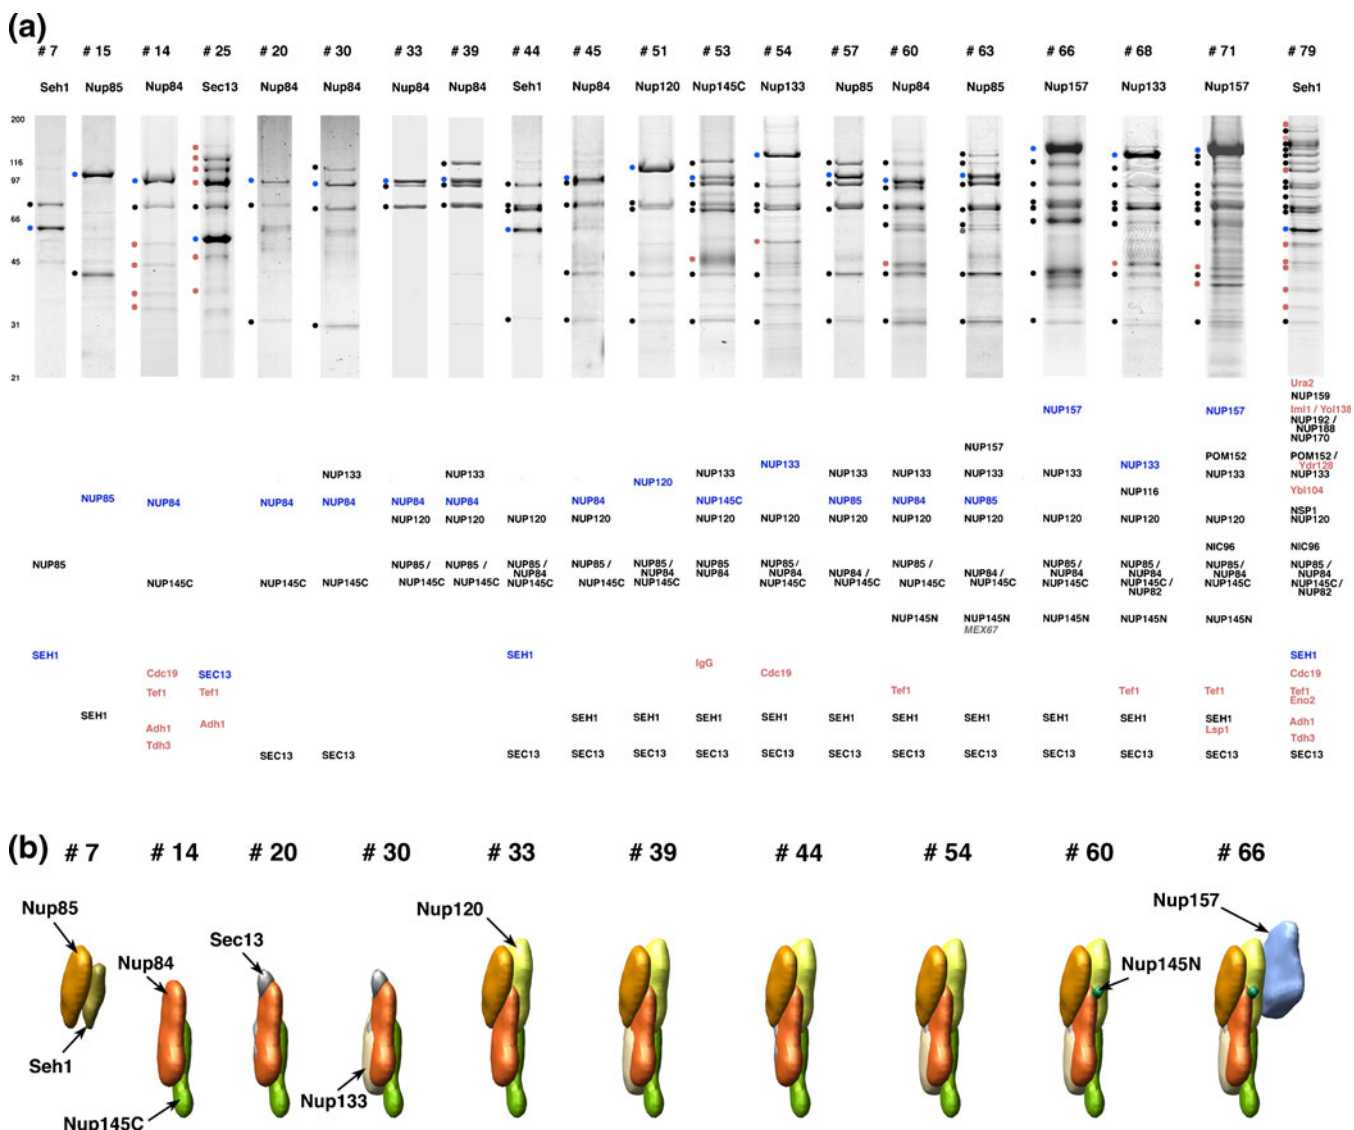 (a)
# 7 # 15 # 14 # 25 # 20 # 30 # 33 # 39 # 44 # 45 # 51 # 53 # 54 # 57 # 60 # 63 # 66 # 68 # 71 # 79
Seh1 Nup85 Nup84 Sec13 Nup84 Nup84 Nup84 Nup84 Seh1 Nup84 Nup120 Nup145C Nup133 Nup85 Nup84 Nup85 Nup157 Nup133 Nup157 Seh1
200
116
97
66
45
31
21
Ura2
NUP159
NUP157 NUP157 Iml1 / Yol138
NUP192 /
NUP188
NUP170
NUP157
POM152 POM152 /
NUP133 NUP133 Ydr128
NUP133 NUP133 NUP133 NUP133 NUP133 NUP133 NUP133 NUP133 NUP133
NUP120
NUP116 Ybl104
NUP85 NUP84 NUP84 NUP84 NUP84 NUP84 NUP84 NUP145C NUP85 NUP84 NUP85
NSP1
NUP120 NUP120 NUP120 NUP120 NUP120 NUP120 NUP120 NUP120 NUP120 NUP120 NUP120 NUP120 NUP120
NIC96 NIC96
NUP85 NUP85 / NUP85 / NUP85 / NUP85 / NUP85 / NUP85 NUP85 / NUP85 / NUP85 / NUP85 / NUP85 / NUP85 /
NUP84 NUP84 NUP84 NUP84 NUP84 / NUP84 / NUP84 NUP84 NUP84 NUP84
NUP145C NUP145C NUP145C NUP145C NUP145C NUP145C NUP145C NUP145C NUP145C NUP145C NUP145C NUP145C NUP145C NUP145C / NUP145C NUP145C /
NUP82 NUP82
NUP145N NUP145N NUP145N NUP145N NUP145N
MEX67
SEH1 SEH1 SEH1
IgG
Cdc19 SEC13 Cdc19 Cdc19
Tef1 Tef1 Tef1 Tef1 Tef1 Tef1
Eno2
SEH1 SEH1 SEH1 SEH1 SEH1 SEH1 SEH1 SEH1 SEH1 SEH1 SEH1
Adh1 Adh1 Lsp1 Adh1
Tdh3 Tdh3
SEC13 SEC13 SEC13 SEC13 SEC13 SEC13 SEC13 SEC13 SEC13 SEC13 SEC13 SEC13 SEC13 SEC13
(b)
# 7 # 14 # 20 # 30 # 33 # 39 # 44 # 54 # 60 # 66
Nup85
Nup84
Sec13
Nup120
Nup157
Nup145N
Seh1
Nup133
Nup145C